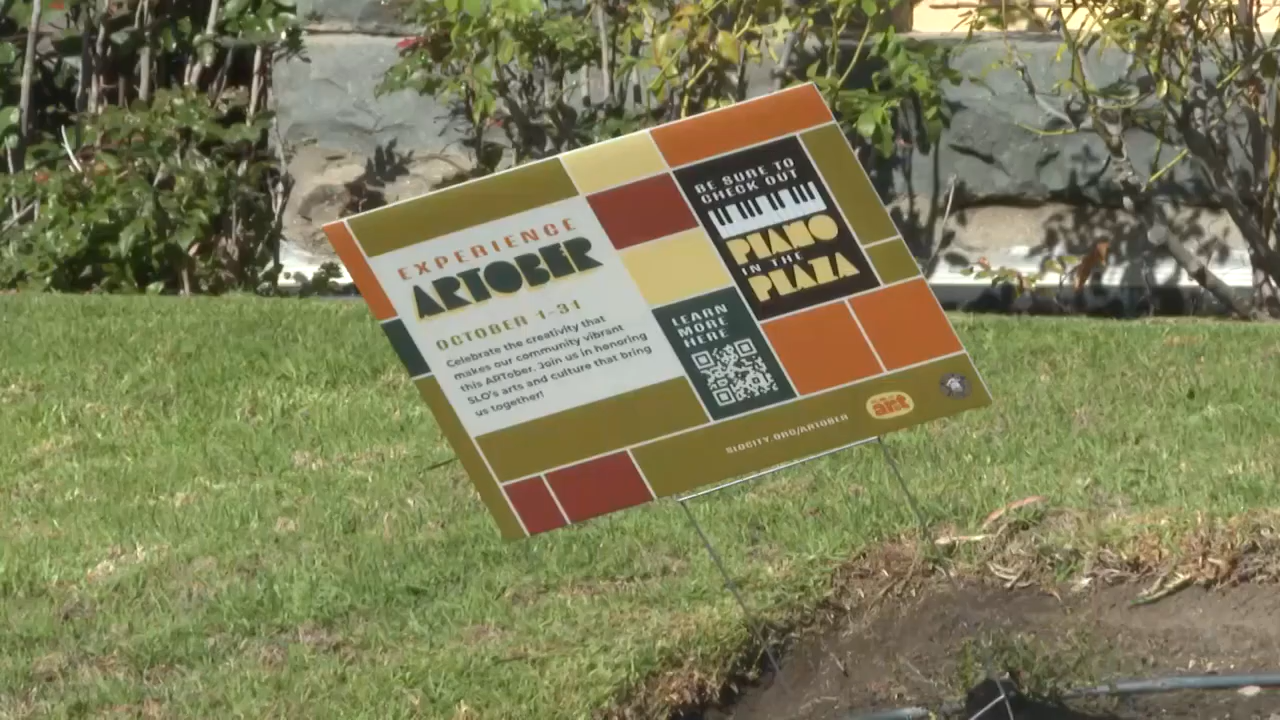 EXPERIENCE
ARTOBER
OCTOBER 1-31
Celebrate the creativity that
makes our community vibrant
this ARTober. Join us in honoring
SLO's arts and culture that bring
us together!
BE SURE TO
CHECK OUT
PIANO
IN THE
PLAZA
LEARN
MORE
HERE
SLOCITY.ORG/ARTOBER
art